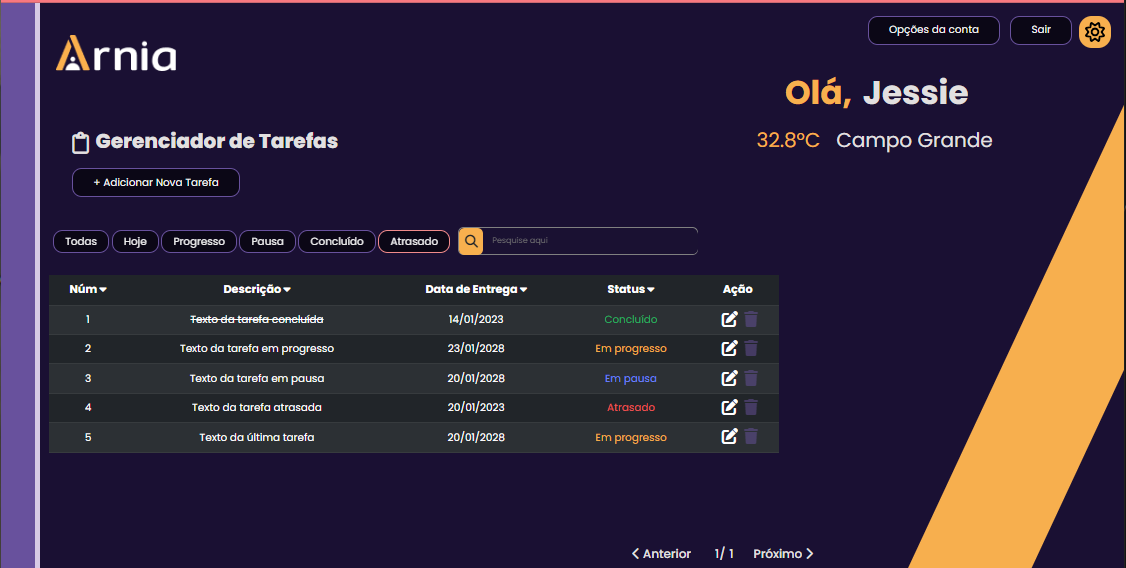 Opções da conta Sair
Arnia
Olá, Jessie
32.8°C Campo Grande
Gerenciador de Tarefas
+ Adicionar Nova Tarefa
Todas Hoje Progresso Pausa Concluído Atrasado Pesquise aqui
Núm Descrição Data de Entrega Status Ação
1 Texto da tarefa concluída 14/01/2023 Concluído
2 Texto da tarefa em progresso 23/01/2028 Em progresso
3 Texto da tarefa em pausa 20/01/2028 Em pausa
4 Texto da tarefa atrasada 20/01/2023 Atrasado
5 Texto da última tarefa 20/01/2028 Em progresso
Anterior 1/ 1 Próximo